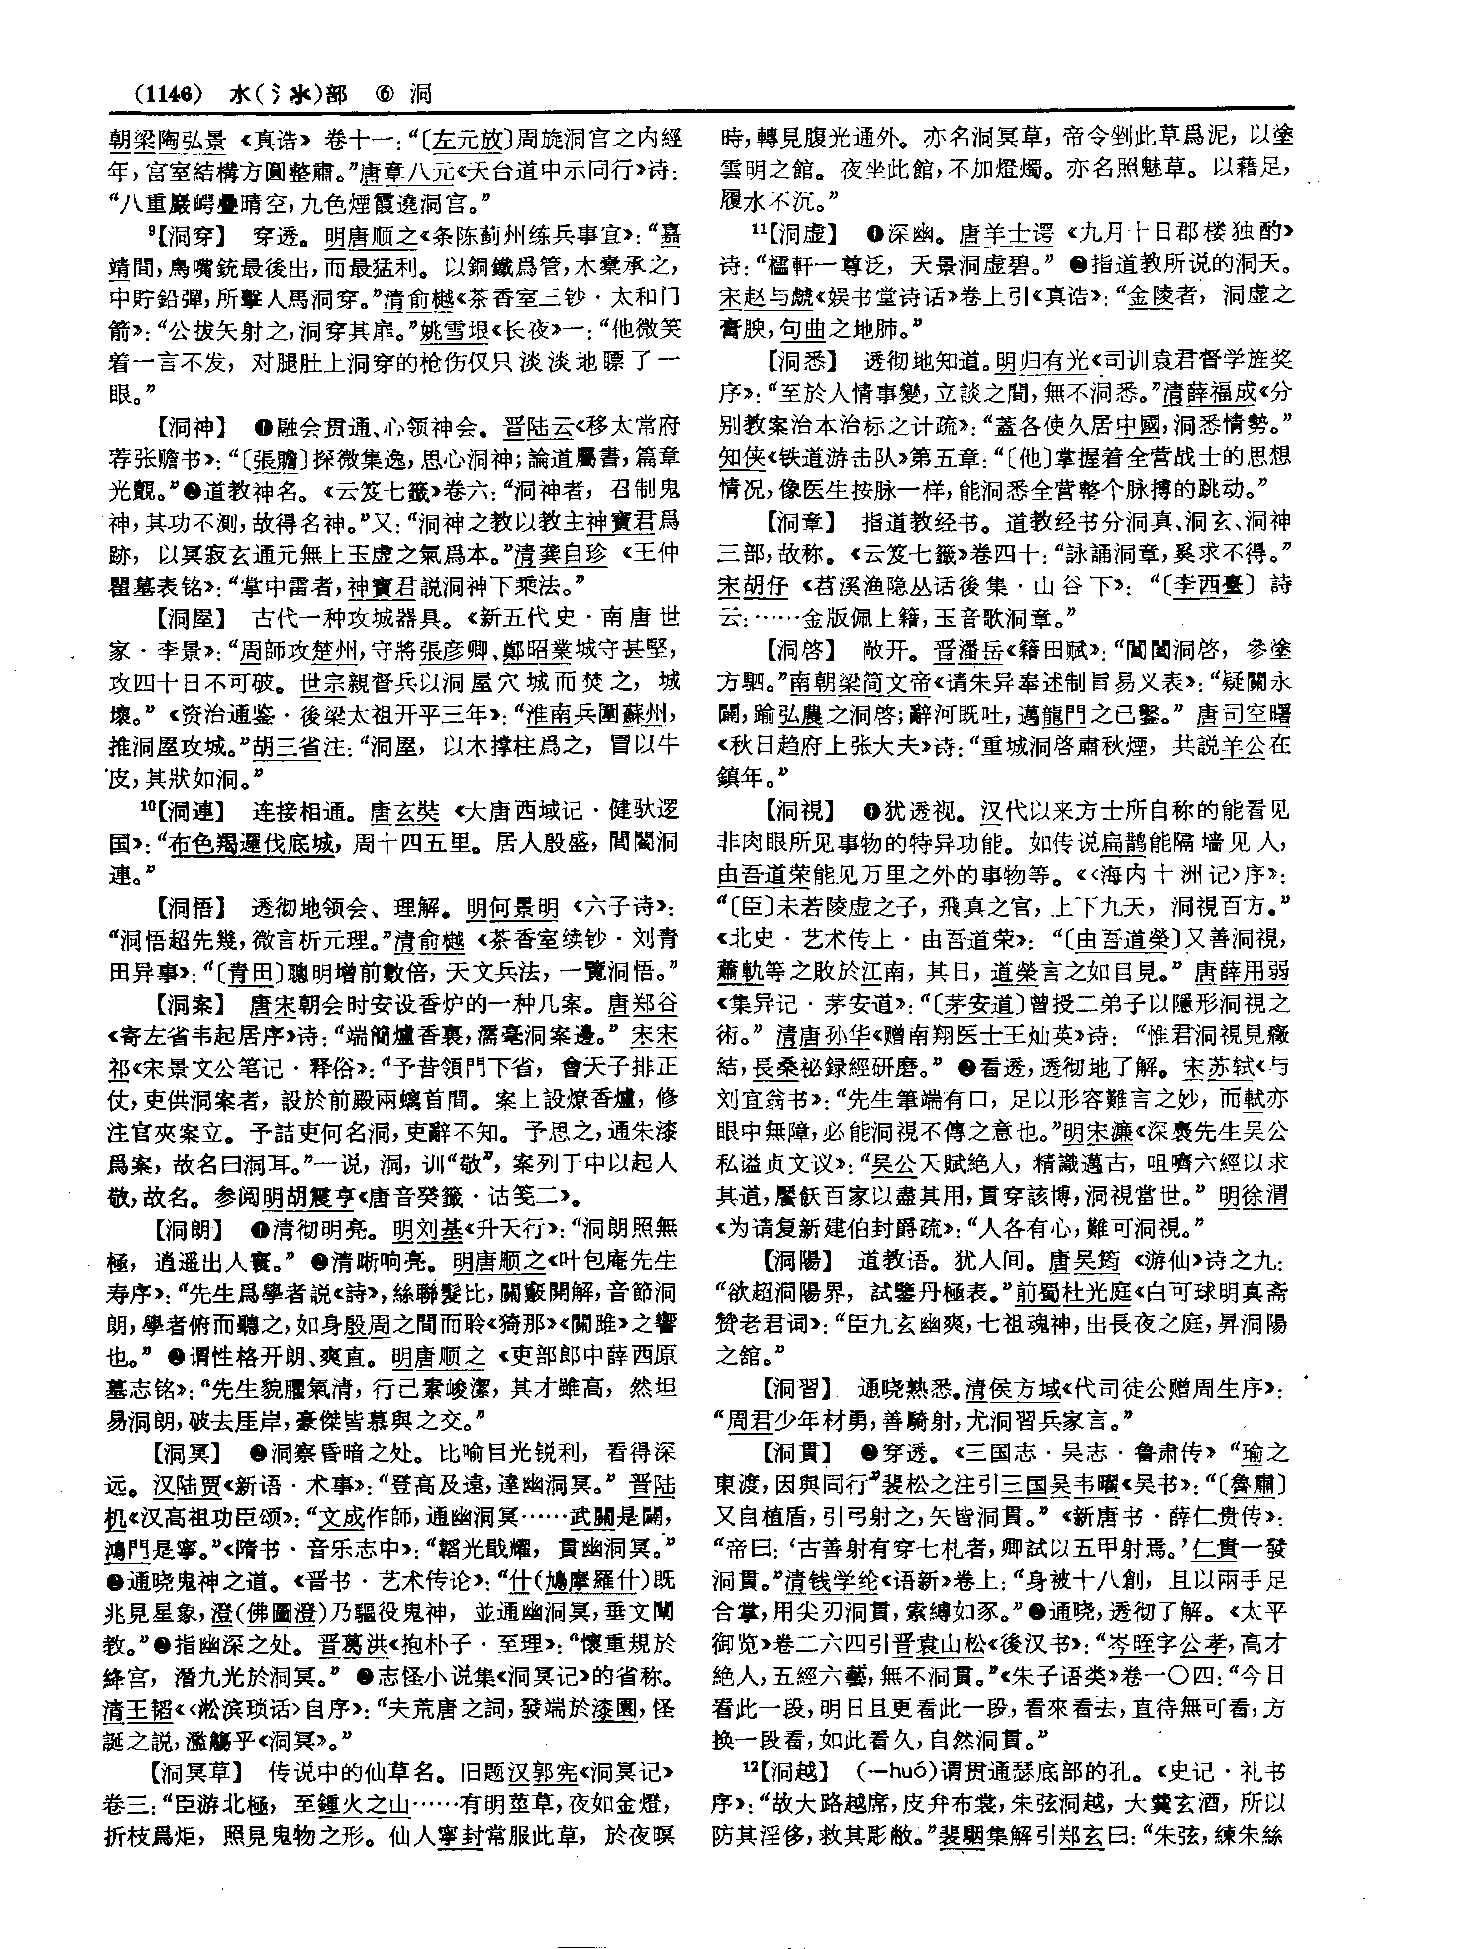 (1146) 水(氵氺)部 ⑥ 洞
朝梁陶弘景《真诰》卷十一：“〔左元放〕周旋洞宫之内經
年，宫室結構方圓整肅。”唐章八元《天台道中示同行》诗：
“八重巖崿疊晴空，九色煙霞遶洞宫。”
⁹【洞穿】 穿透。明唐顺之《条陈蓟州练兵事宜》：“嘉
靖間，鳥嘴銃最後出，而最猛利。以銅鐵爲管，木橐承之，
中貯鉛彈，所擊人馬洞穿。”清俞樾《茶香室三钞·太和门
箭》：“公拔矢射之，洞穿其扉。”姚雪垠《长夜》一：“他微笑
着一言不发，对腿肚上洞穿的枪伤仅只淡淡地瞟了一
眼。”
【洞神】 ❶融会贯通、心领神会。晋陆云《移太常府
荐张赡书》：“〔張贍〕探微集逸，思心洞神；論道屬書，篇章
光覿。”❷道教神名。《云笈七籤》卷六：“洞神者，召制鬼
神，其功不測，故得名神。”又：“洞神之教以教主神寶君爲
跡，以冥寂玄通元無上玉虚之氣爲本。”清龚自珍《王仲
瞿墓表铭》：“掌中雷者，神寶君説洞神下乘法。”
【洞屋】 古代一种攻城器具。《新五代史·南唐世
家·李景》：“周師攻楚州，守將張彦卿、鄭昭業城守甚堅，
攻四十日不可破。世宗親督兵以洞屋穴城而焚之，城
壞。”《资治通鉴·後梁太祖开平三年》：“淮南兵圍蘇州，
推洞屋攻城。”胡三省注：“洞屋，以木撑柱爲之，冒以牛
皮，其狀如洞。”
¹⁰【洞連】 连接相通。唐玄奘《大唐西域记·健驮逻
国》：“布色羯邏伐底城，周十四五里。居人殷盛，閭閻洞
連。”
【洞悟】 透彻地领会、理解。明何景明《六子诗》：
“洞悟超先幾，微言析元理。”清俞樾《茶香室续钞·刘青
田异事》：“〔青田〕聰明增前數倍，天文兵法，一覽洞悟。”
【洞案】 唐宋朝会时安设香炉的一种几案。唐郑谷
《寄左省韦起居序》诗：“端簡爐香裏，濡毫洞案邊。”宋宋
祁《宋景文公笔记·释俗》：“予昔領門下省，會天子排正
仗，吏供洞案者，設於前殿兩螭首間。案上設燎香爐，修
注官夾案立。予詰吏何名洞，吏辭不知。予思之，通朱漆
爲案，故名曰洞耳。”一说，洞，训“敬”，案列丁中以起人
敬，故名。参阅明胡震亨《唐音癸籤·诂笺二》。
【洞朗】 ❶清彻明亮。明刘基《升天行》：“洞朗照無
極，逍遥出人寰。”❷清晰响亮。明唐顺之《叶包庵先生
寿序》：“先生爲學者説《詩》，絲聯髮比，關竅開解，音節洞
朗，學者俯而聽之，如身殷周之間而聆《猗那》《關雎》之響
也。”❸谓性格开朗、爽直。明唐顺之《吏部郎中薛西原
墓志铭》：“先生貌臞氣清，行己素峻潔，其才雖高，然坦
易洞朗，破去厓岸，豪傑皆慕與之交。”
【洞冥】 ❶洞察昏暗之处。比喻目光锐利，看得深
远。汉陆贾《新语·术事》：“登高及遠，達幽洞冥。”晋陆
机《汉高祖功臣颂》：“文成作師，通幽洞冥……武關是闢，
鴻門是寧。”《隋书·音乐志中》：“韜光戢耀，貫幽洞冥。”
❷通晓鬼神之道。《晋书·艺术传论》：“什(鳩摩羅什)既
兆見星象，澄(佛圖澄)乃驅役鬼神，並通幽洞冥，垂文闡
教。”❸指幽深之处。晋葛洪《抱朴子·至理》：“懷重規於
絳宫，潛九光於洞冥。”❹志怪小说集《洞冥记》的省称。
清王韬《〈淞滨琐话〉自序》：“夫荒唐之詞，發端於漆園，怪
誕之説，濫觴乎《洞冥》。”
【洞冥草】 传说中的仙草名。旧题汉郭宪《洞冥记》
卷三：“臣游北極，至鍾火之山……有明莖草，夜如金燈，
折枝爲炬，照見鬼物之形。仙人寧封常服此草，於夜暝
時，轉見腹光通外。亦名洞冥草，帝令剉此草爲泥，以塗
雲明之館。夜坐此館，不加燈燭。亦名照魅草。以藉足，
履水不沉。”
¹¹【洞虚】 ❶深幽。唐羊士谔《九月十日郡楼独酌》
诗：“櫺軒一尊泛，天景洞虚碧。”❷指道教所说的洞天。
宋赵与虤《娱书堂诗话》卷上引《真诰》：“金陵者，洞虚之
膏腴，句曲之地肺。”
【洞悉】 透彻地知道。明归有光《司训袁君督学旌奖
序》：“至於人情事變，立談之間，無不洞悉。”清薛福成《分
别教案治本治标之计疏》：“蓋各使久居中國，洞悉情勢。”
知侠《铁道游击队》第五章：“〔他〕掌握着全营战士的思想
情况，像医生按脉一样，能洞悉全营整个脉搏的跳动。”
【洞章】 指道教经书。道教经书分洞真、洞玄、洞神
三部，故称。《云笈七籤》卷四十：“詠誦洞章，奚求不得。”
宋胡仔《苕溪渔隐丛话後集·山谷下》：“〔李西臺〕詩
云：……金版佩上籍，玉音歌洞章。”
【洞啓】 敞开。晋潘岳《籍田赋》：“閶闔洞啓，參塗
方駟。”南朝梁简文帝《请朱异奉述制旨易义表》：“疑關永
闢，踰弘農之洞啓；辭河既吐，邁龍門之已鑿。”唐司空曙
《秋日趋府上张大夫》诗：“重城洞啓肅秋煙，共説羊公在
鎮年。”
【洞視】 ❶犹透视。汉代以来方士所自称的能看见
非肉眼所见事物的特异功能。如传说扁鹊能隔墙见人，
由吾道荣能见万里之外的事物等。《〈海内十洲记〉序》：
“〔臣〕未若陵虚之子，飛真之官，上下九天，洞視百方。”
《北史·艺术传上·由吾道荣》：“〔由吾道榮〕又善洞視，
蕭軌等之敗於江南，其日，道榮言之如目見。”唐薛用弱
《集异记·茅安道》：“〔茅安道〕曾授二弟子以隱形洞視之
術。”清唐孙华《赠南翔医士王灿英》诗：“惟君洞視見癥
結，長桑祕録經研磨。”❷看透，透彻地了解。宋苏轼《与
刘宜翁书》：“先生筆端有口，足以形容難言之妙，而軾亦
眼中無障，必能洞視不傳之意也。”明宋濂《深褭先生吴公
私谥贞文议》：“吴公天賦絶人，精識邁古，咀嚌六經以求
其道，饜飫百家以盡其用，貫穿該博，洞視當世。”明徐渭
《为请复新建伯封爵疏》：“人各有心，難可洞視。”
【洞陽】 道教语。犹人间。唐吴筠《游仙》诗之九：
“欲超洞陽界，試鑒丹極表。”前蜀杜光庭《白可球明真斋
赞老君词》：“臣九玄幽爽，七祖魂神，出長夜之庭，昇洞陽
之舘。”
【洞習】 通晓熟悉。清侯方域《代司徒公赠周生序》：
“周君少年材勇，善騎射，尤洞習兵家言。”
【洞貫】 ❶穿透。《三国志·吴志·鲁肃传》“瑜之
東渡，因與同行”裴松之注引三国吴韦曜《吴书》：“〔魯肅〕
又自植盾，引弓射之，矢皆洞貫。”《新唐书·薛仁贵传》：
“帝曰：‘古善射有穿七札者，卿試以五甲射焉。’仁貴一發
洞貫。”清钱学纶《语新》卷上：“身被十八創，且以兩手足
合掌，用尖刃洞貫，索縛如豕。”❷通晓，透彻了解。《太平
御览》卷二六四引晋袁山松《後汉书》：“岑晊字公孝，高才
絶人，五經六藝，無不洞貫。”《朱子语类》卷一〇四：“今日
看此一段，明日且更看此一段，看來看去，直待無可看，方
换一段看，如此看久，自然洞貫。”
¹²【洞越】 (—huó)谓贯通瑟底部的孔。《史记·礼书
序》：“故大路越席，皮弁布裳，朱弦洞越，大羹玄酒，所以
防其淫侈，救其彫敝。”裴駰集解引郑玄曰：“朱弦，練朱絲